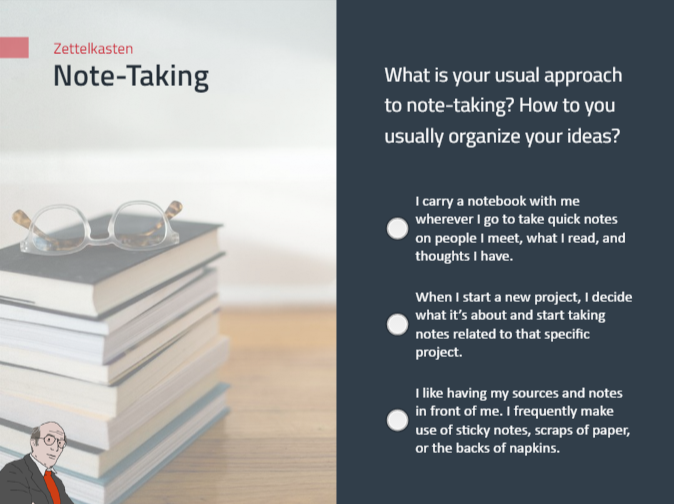 Zettelkasten
Note-Taking
What is your usual approach
to note-taking? How to you
usually organize your ideas?
I carry a notebook with me
wherever I go to take quick notes
on people I meet, what I read, and
thoughts I have.
When I start a new project, I decide
what it's about and start taking
notes related to that specific
project.
I like having my sources and notes
in front of me. I frequently make
use of sticky notes, scraps of paper,
or the backs of napkins.